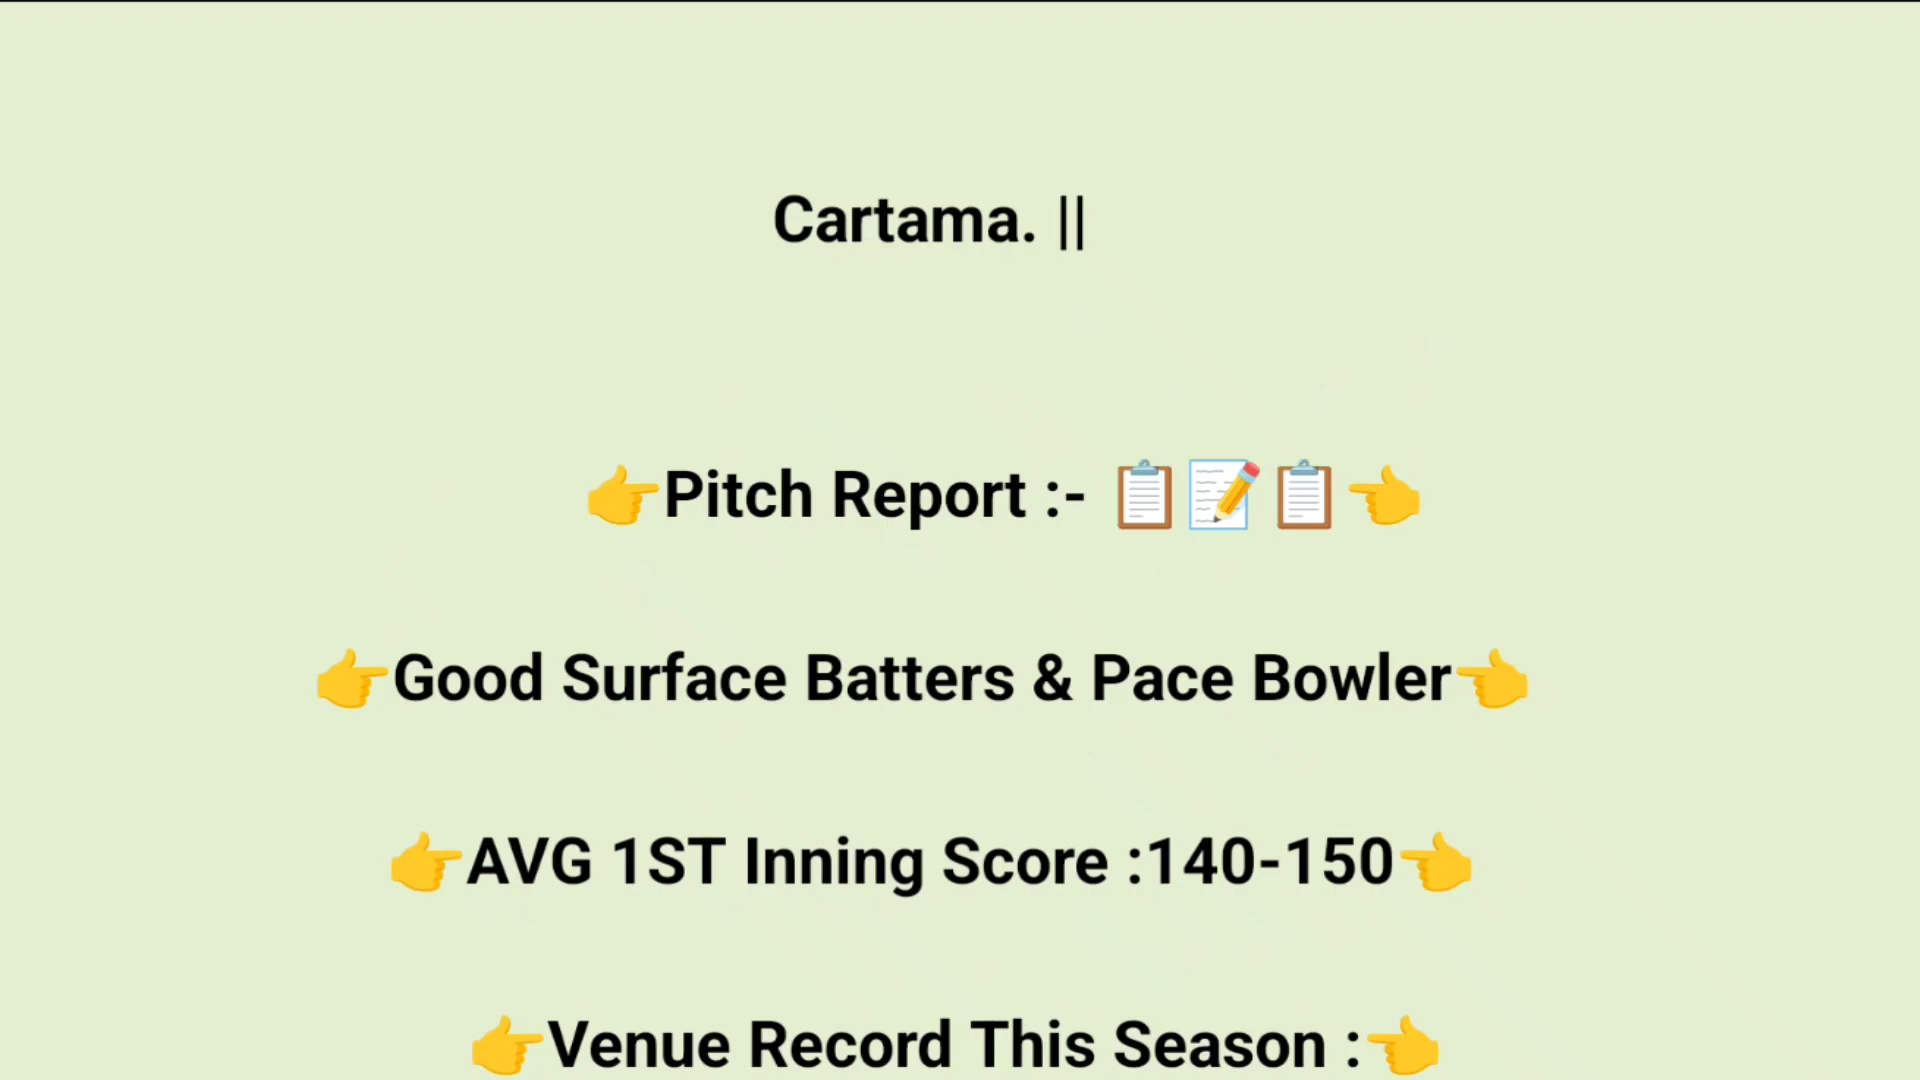 Cartama. ||
👉Pitch Report :- 📋📝📋👈
👉Good Surface Batters & Pace Bowler👈
👉AVG 1ST Inning Score :140-150👈
👉Venue Record This Season :👈